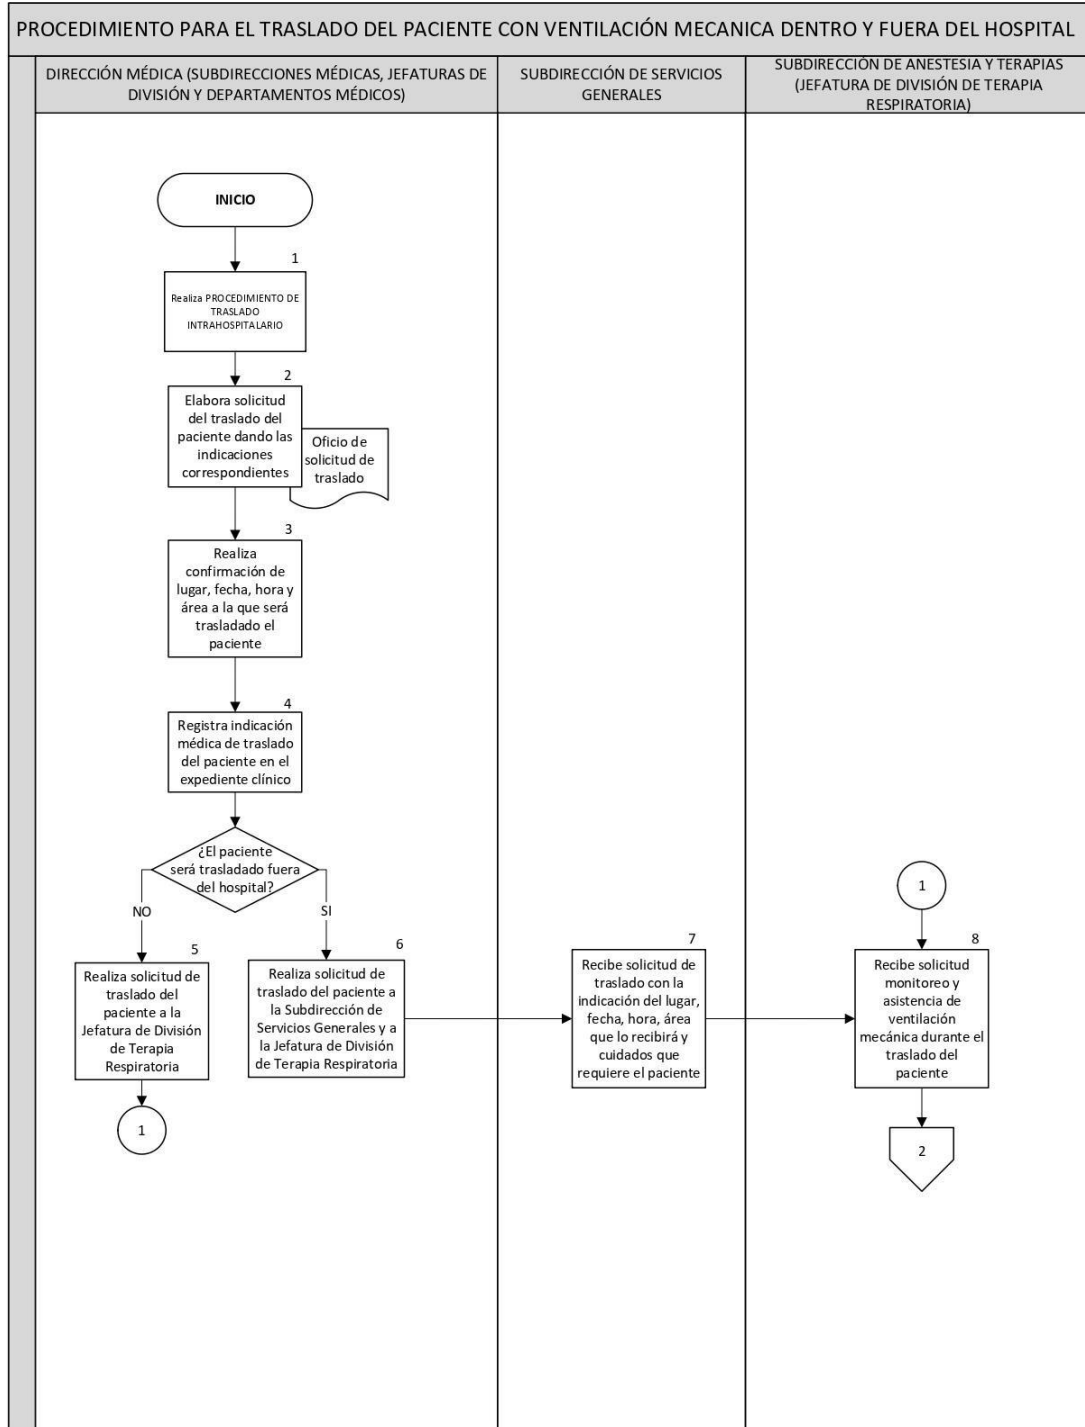 PROCEDIMIENTO PARA EL TRASLADO DEL PACIENTE CON VENTILACIÓN MECANICA DENTRO Y FUERA DEL HOSPITAL
DIRECCIÓN MÉDICA (SUBDIRECCIONES MÉDICAS, JEFATURAS DE
DIVISIÓN Y DEPARTAMENTOS MÉDICOS)
SUBDIRECCIÓN DE SERVICIOS
GENERALES
SUBDIRECCIÓN DE ANESTESIA Y TERAPIAS
(JEFATURA DE DIVISIÓN DE TERAPIA
RESPIRATORIA)
INICIO
1
Realiza PROCEDIMIENTO DE
TRASLADO
INTRAHOSPITALARIO
2
Elabora solicitud
del traslado del
paciente dando las
indicaciones
correspondientes
Oficio de
solicitud de
traslado
3
Realiza
confirmación de
lugar, fecha, hora y
área a la que será
trasladado el
paciente
4
Registra indicación
médica de traslado
del paciente en el
expediente clínico
¿El paciente
será trasladado fuera
del hospital?
NO
SI
5
Realiza solicitud de
traslado del
paciente a la
Jefatura de División
de Terapia
Respiratoria
1
6
Realiza solicitud de
traslado del paciente a
la Subdirección de
Servicios Generales y a
la Jefatura de División
de Terapia Respiratoria
7
Recibe solicitud de
traslado con la
indicación del lugar,
fecha, hora, área
que lo recibirá y
cuidados que
requiere el paciente
1
8
Recibe solicitud
monitoreo y
asistencia de
ventilación
mecánica durante el
traslado del
paciente
2